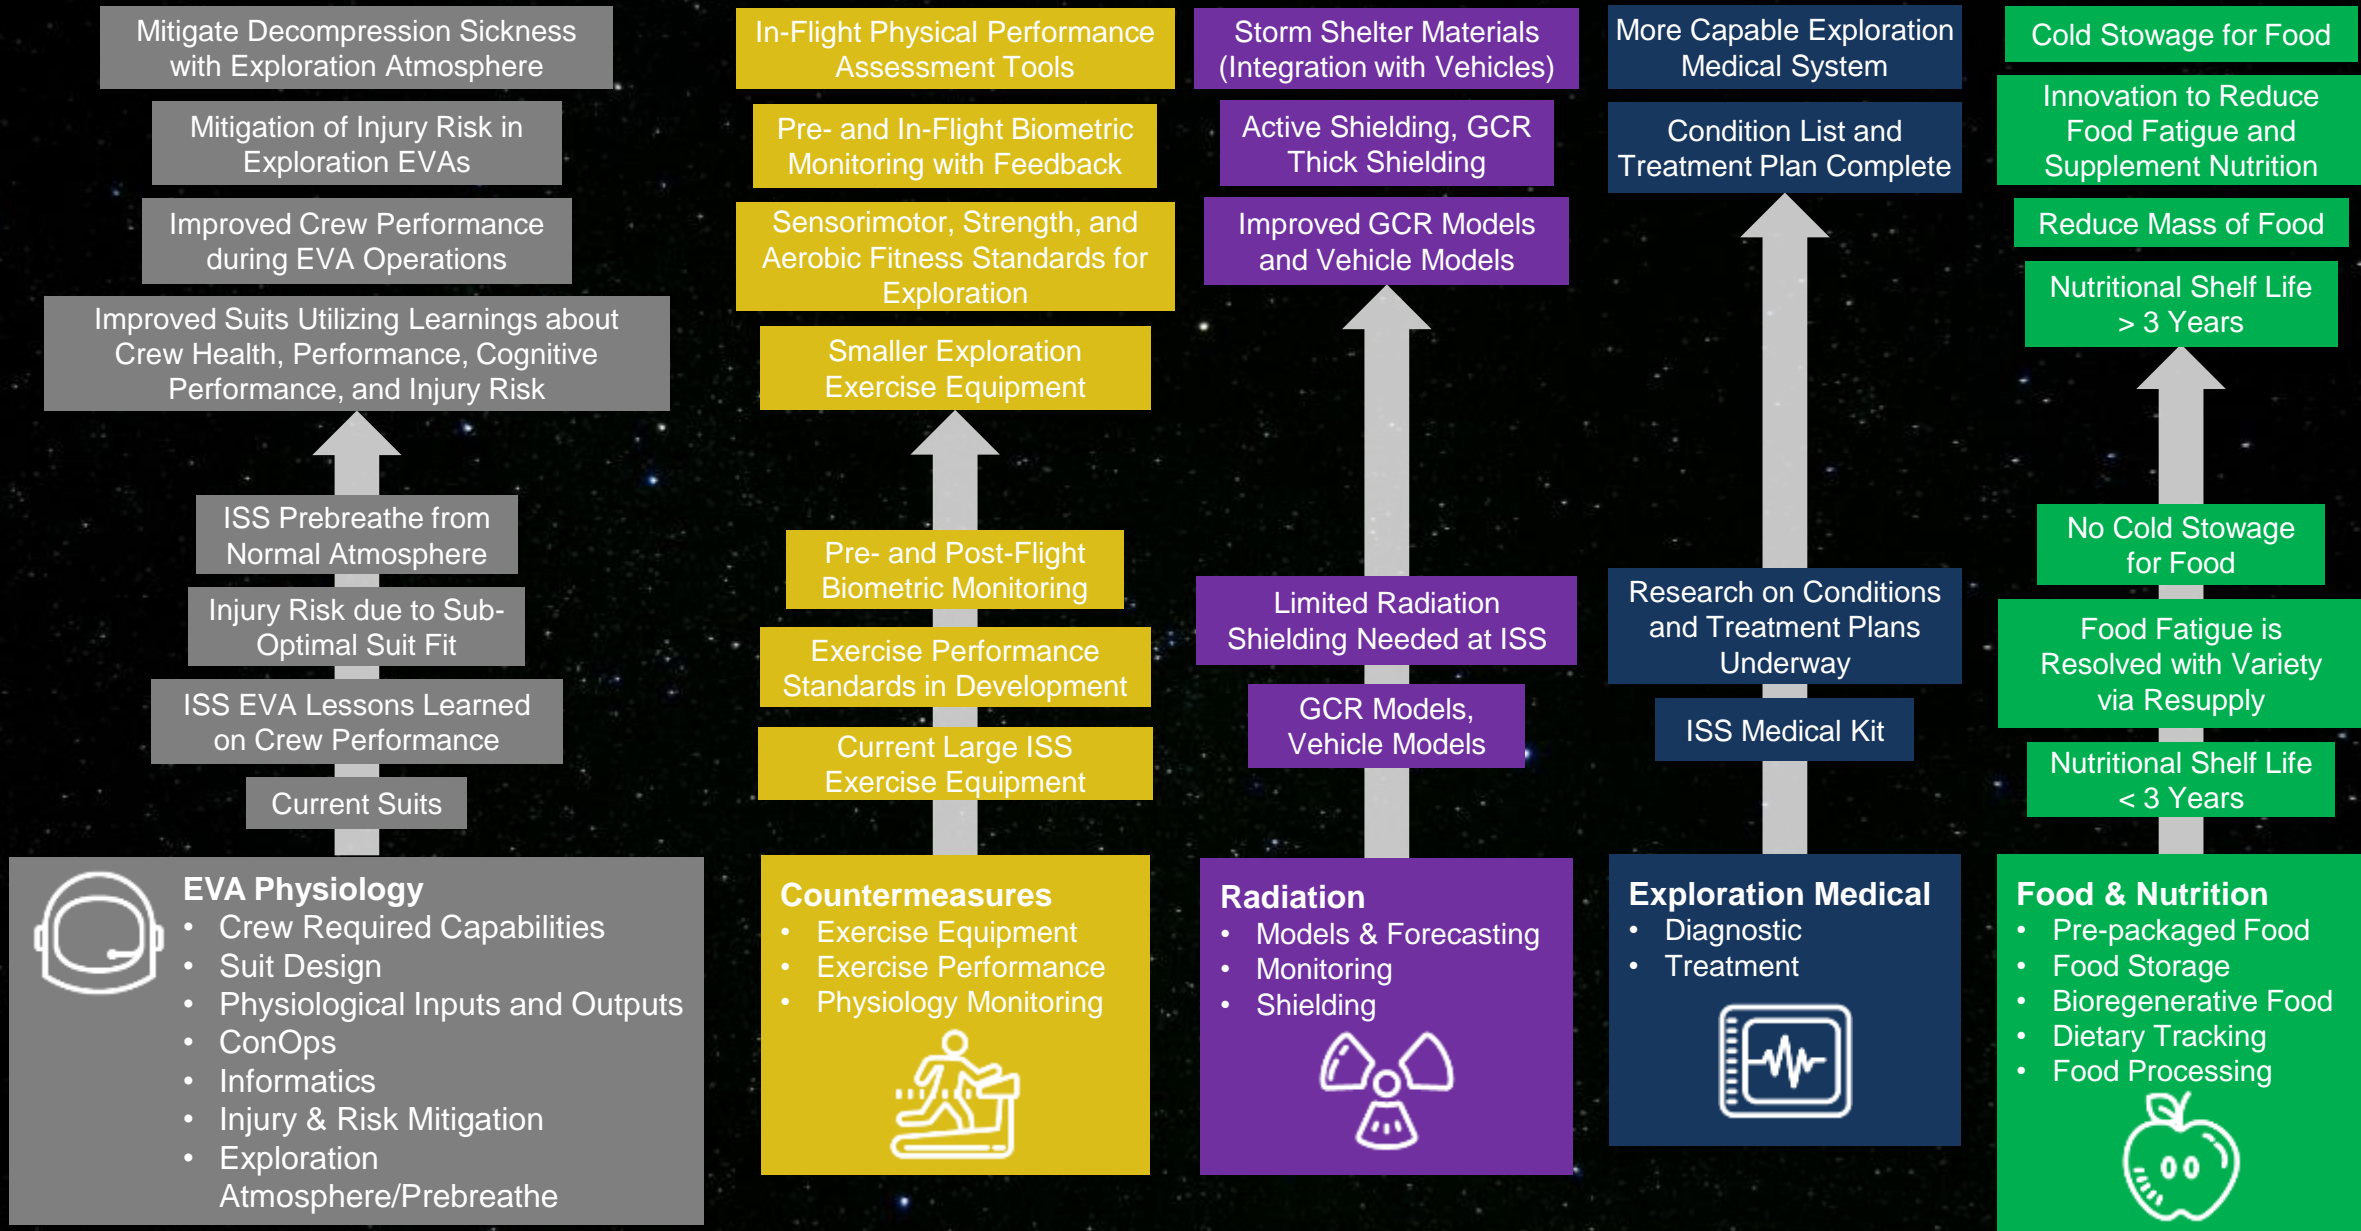 Mitigate Decompression Sickness
with Exploration Atmosphere
Mitigation of Injury Risk in
Exploration EVAs
Improved Crew Performance
during EVA Operations
Improved Suits Utilizing Learnings about
Crew Health, Performance, Cognitive
Performance, and Injury Risk
ISS Prebreathe from
Normal Atmosphere
Injury Risk due to Sub-
Optimal Suit Fit
ISS EVA Lessons Learned
on Crew Performance
Current Suits
EVA Physiology
• Crew Required Capabilities
• Suit Design
• Physiological Inputs and Outputs
• ConOps
• Informatics
• Injury & Risk Mitigation
• Exploration
Atmosphere/Prebreathe
In-Flight Physical Performance
Assessment Tools
Pre- and In-Flight Biometric
Monitoring with Feedback
Sensorimotor, Strength, and
Aerobic Fitness Standards for
Exploration
Smaller Exploration
Exercise Equipment
Pre- and Post-Flight
Biometric Monitoring
Exercise Performance
Standards in Development
Current Large ISS
Exercise Equipment
Countermeasures
• Exercise Equipment
• Exercise Performance
• Physiology Monitoring
Storm Shelter Materials
(Integration with Vehicles)
Active Shielding, GCR
Thick Shielding
Improved GCR Models
and Vehicle Models
Limited Radiation
Shielding Needed at ISS
GCR Models,
Vehicle Models
Radiation
• Models & Forecasting
• Monitoring
• Shielding
More Capable Exploration
Medical System
Condition List and
Treatment Plan Complete
Research on Conditions
and Treatment Plans
Underway
ISS Medical Kit
Exploration Medical
• Diagnostic
• Treatment
Cold Stowage for Food
Innovation to Reduce
Food Fatigue and
Supplement Nutrition
Reduce Mass of Food
Nutritional Shelf Life
> 3 Years
No Cold Stowage
for Food
Food Fatigue is
Resolved with Variety
via Resupply
Nutritional Shelf Life
< 3 Years
Food & Nutrition
• Pre-packaged Food
• Food Storage
• Bioregenerative Food
• Dietary Tracking
• Food Processing